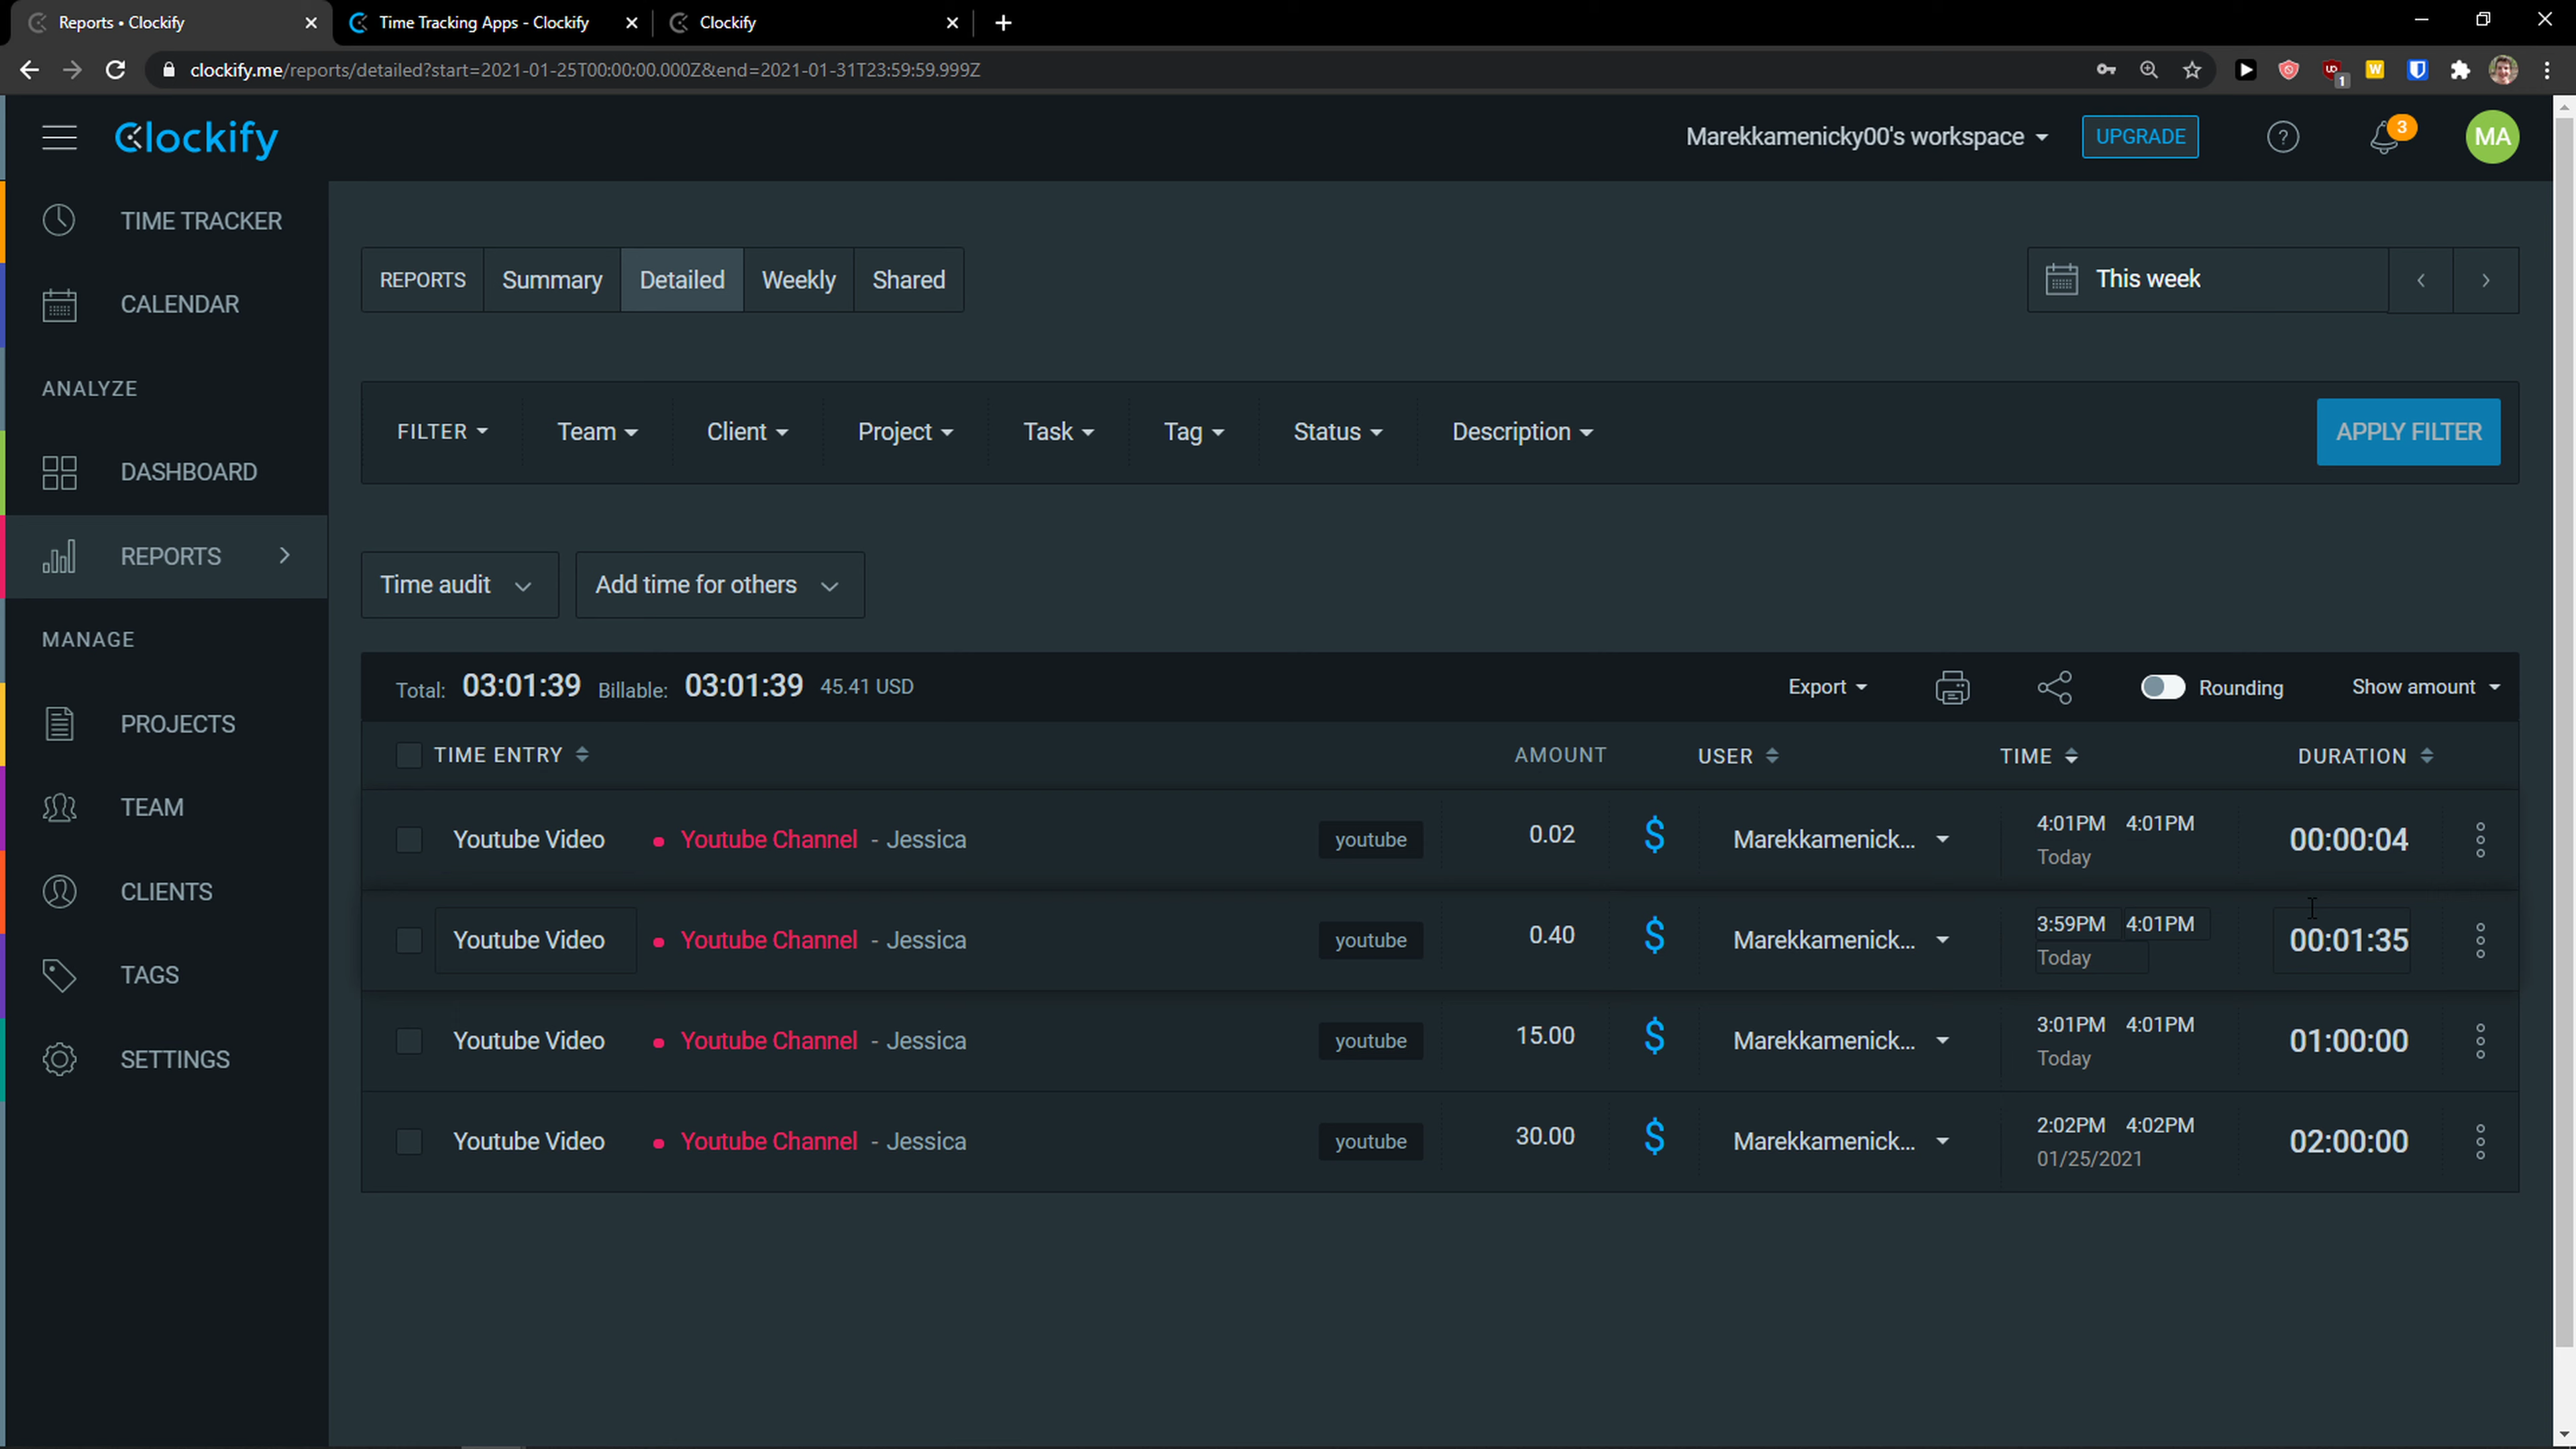 Reports • Clockify
Time Tracking Apps - Clockify
Clockify
clockify.me/reports/detailed?start=2021-01-25T00:00:00.000Z&end=2021-01-31T23:59:59.999Z
1
Clockify
Marekkamenicky00's workspace
UPGRADE
?
3
MA
TIME TRACKER
CALENDAR
ANALYZE
DASHBOARD
REPORTS
MANAGE
PROJECTS
TEAM
CLIENTS
TAGS
SETTINGS
REPORTS Summary Detailed Weekly Shared
This week
FILTER Team Client Project Task Tag Status Description APPLY FILTER
Time audit Add time for others
Total: 03:01:39 Billable: 03:01:39 45.41 USD Export Rounding Show amount
TIME ENTRY AMOUNT USER TIME DURATION
Youtube Video • Youtube Channel - Jessica youtube 0.02 $ Marekkamenick... 4:01PM 4:01PM 00:00:04
Today
Youtube Video • Youtube Channel - Jessica youtube 0.40 $ Marekkamenick... 3:59PM 4:01PM 00:01:35
Today
Youtube Video • Youtube Channel - Jessica youtube 15.00 $ Marekkamenick... 3:01PM 4:01PM 01:00:00
Today
Youtube Video • Youtube Channel - Jessica youtube 30.00 $ Marekkamenick... 2:02PM 4:02PM 02:00:00
01/25/2021